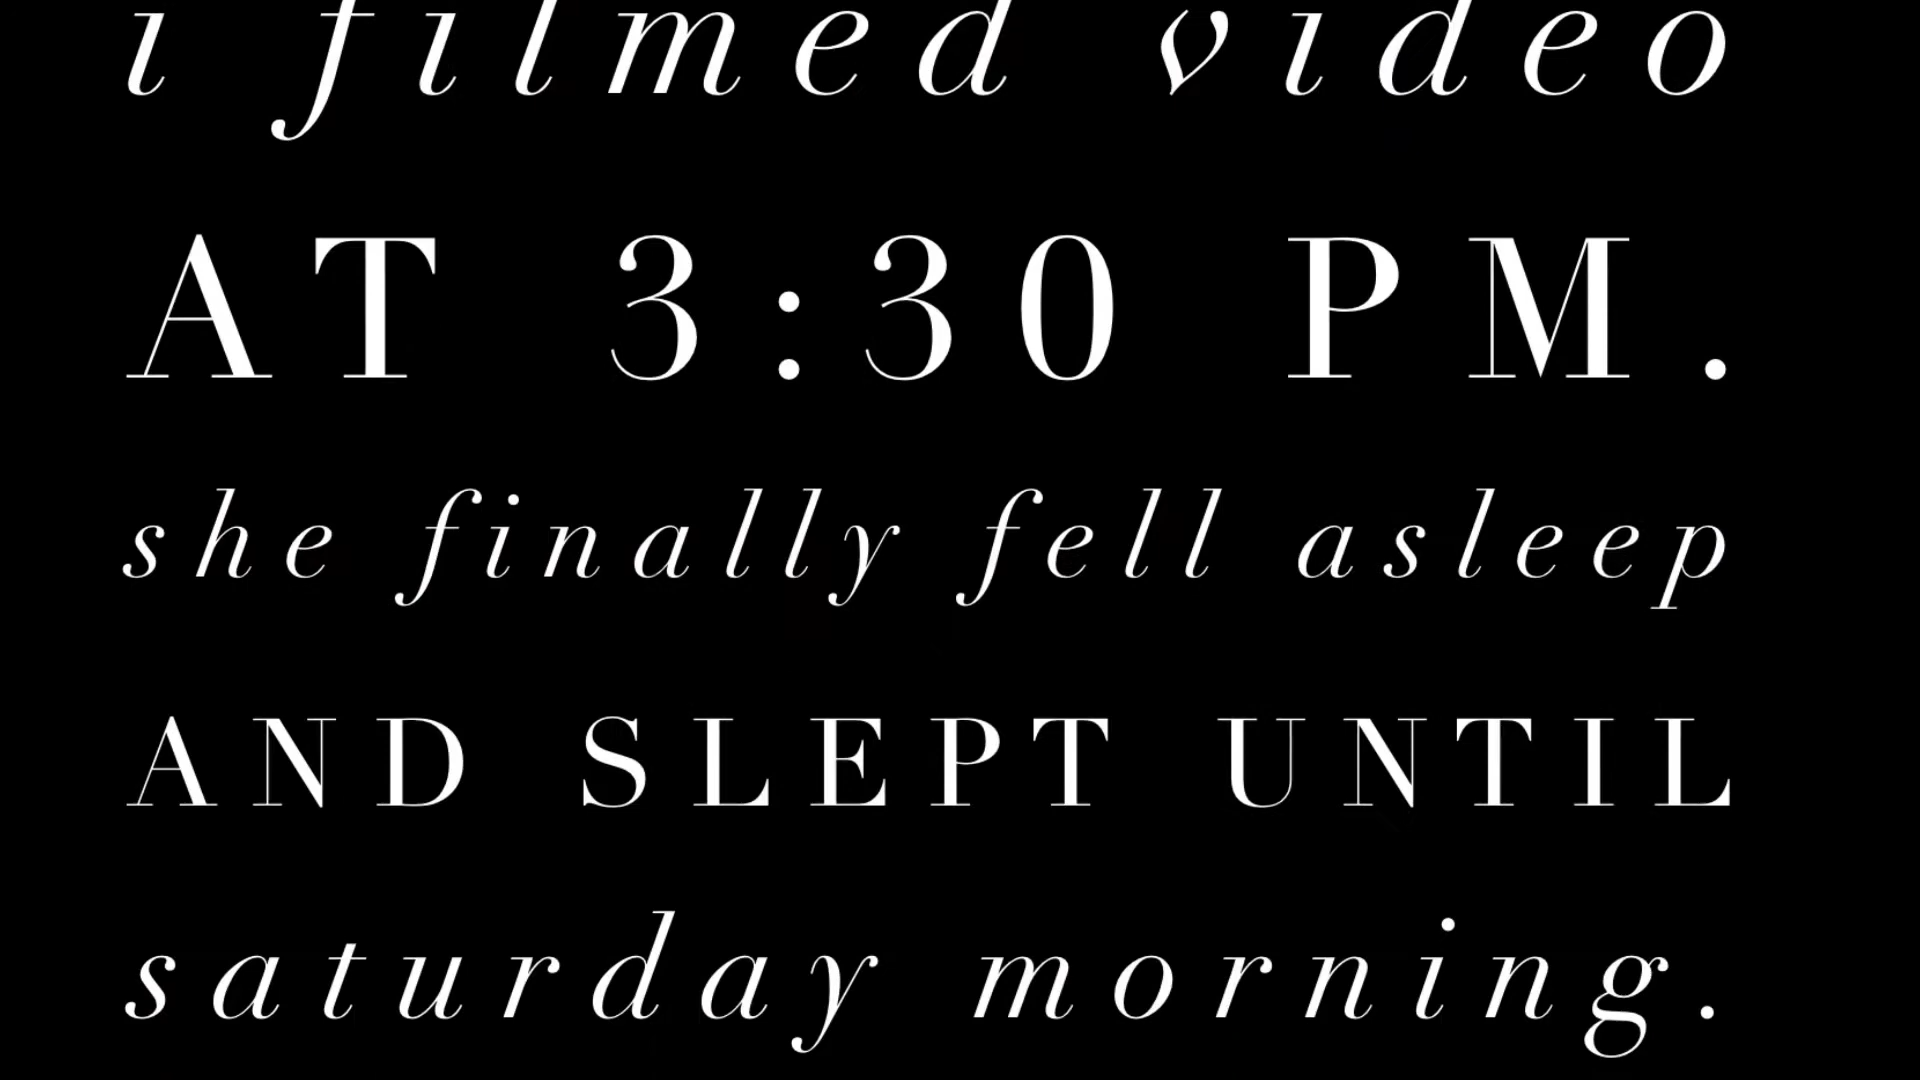 i filmed video
AT 3:30 PM.
she finally fell asleep
AND SLEPT UNTIL
saturday morning.